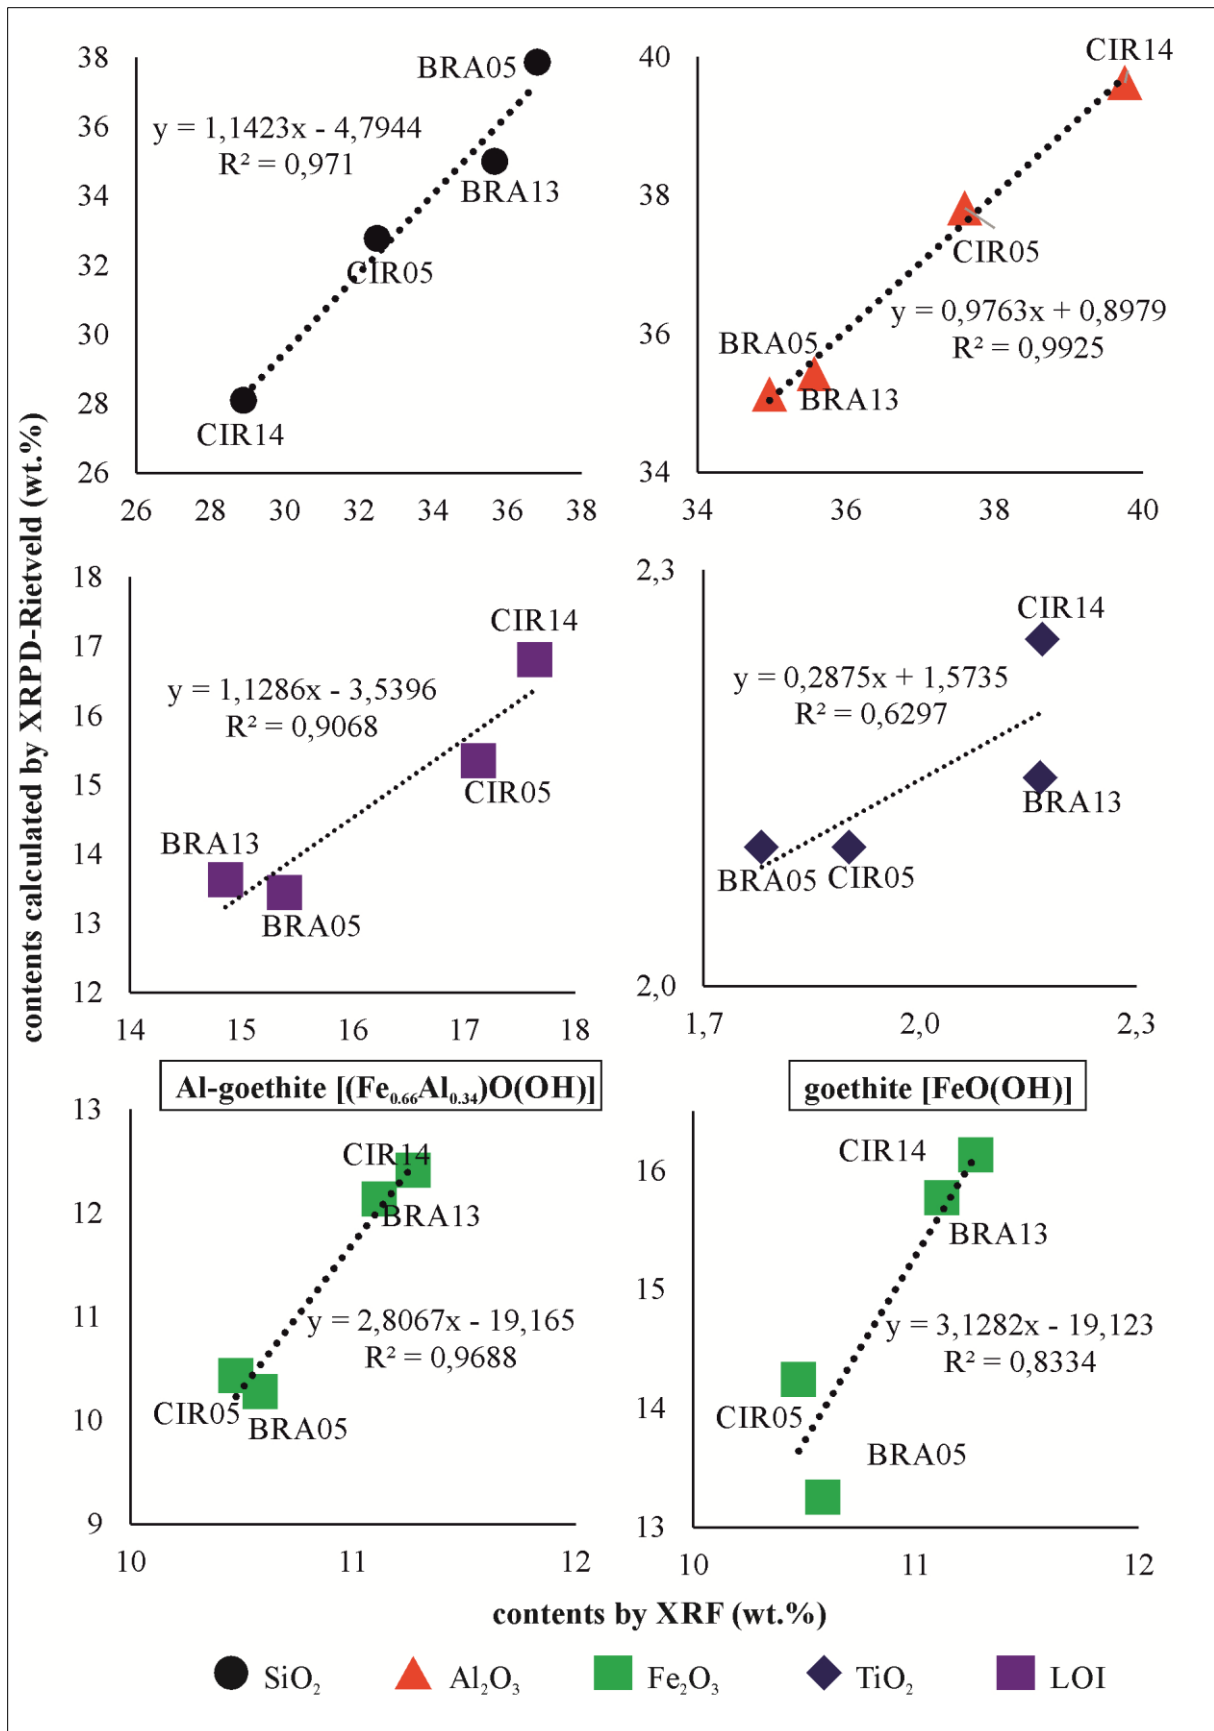 contents calculated by XRPD-Rietveld (wt.%)
38
36
34
32
30
28
26
26 28 30 32 34 36 38
BRA05
y = 1,1423x - 4,7944
R² = 0,971
BRA13
CIR05
CIR14
40
38
36
34
34 36 38 40
CIR14
CIR05
y = 0,9763x + 0,8979
R² = 0,9925
BRA05
BRA13
18
17
16
15
14
13
12
14 15 16 17 18
CIR14
y = 1,1286x - 3,5396
R² = 0,9068
CIR05
BRA13
BRA05
2,3
2,0
1,7 2,0 2,3
CIR14
y = 0,2875x + 1,5735
R² = 0,6297
BRA13
BRA05 CIR05
Al-goethite [(Fe₀.₆₆Al₀.₃₄)O(OH)]
13
12
11
10
9
10 11 12
CIR14
BRA13
y = 2,8067x - 19,165
R² = 0,9688
CIR05
BRA05
goethite [FeO(OH)]
16
15
14
13
10 11 12
CIR14
BRA13
y = 3,1282x - 19,123
R² = 0,8334
CIR05
BRA05
contents by XRF (wt.%)
SiO₂ Al₂O₃ Fe₂O₃ TiO₂ LOI